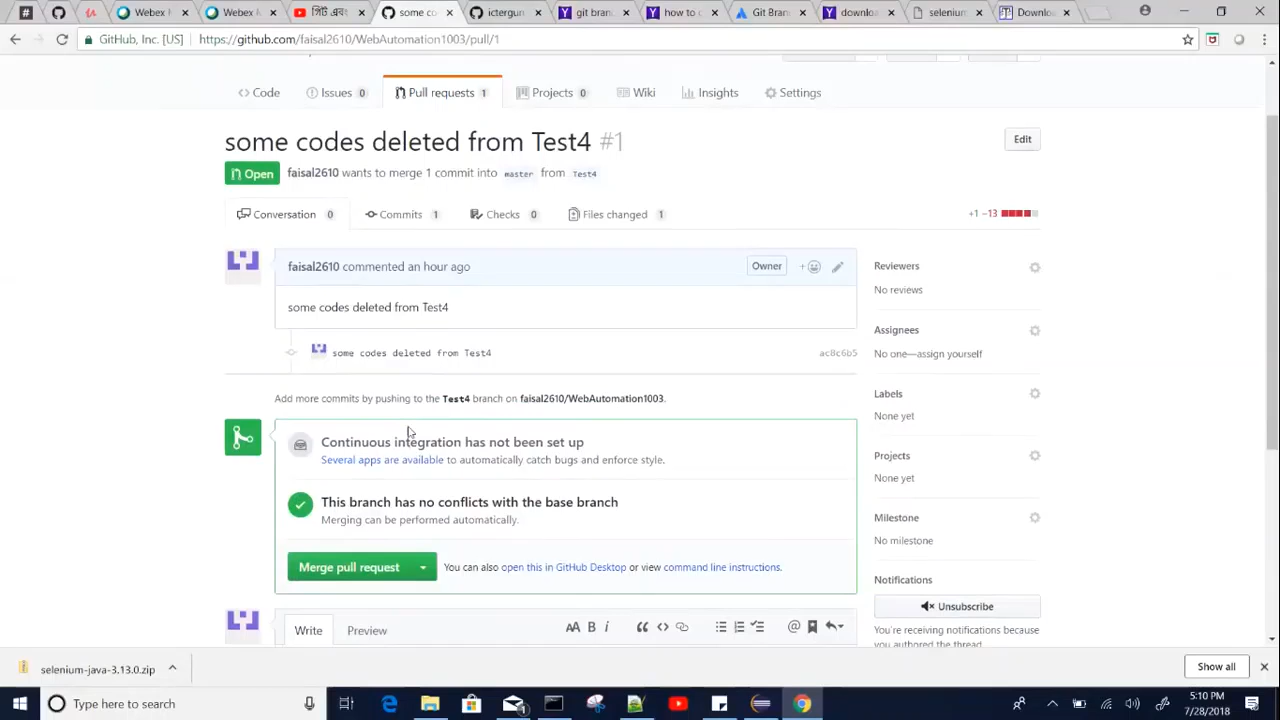 Webex M
Webex M
some co
ictergun
git bran
how to c
Git Bran
downloa
selenium
Downlo
GitHub, Inc. [US]
https://github.com/faisal2610/WebAutomation1003/pull/1
Code
Issues 0
Pull requests 1
Projects 0
Wiki
Insights
Settings
some codes deleted from Test4 #1
Edit
Open
faisal2610 wants to merge 1 commit into master from Test4
Conversation 0
Commits 1
Checks 0
Files changed 1
+1 −13
faisal2610 commented an hour ago
Owner
some codes deleted from Test4
some codes deleted from Test4
ac8c6b5
Add more commits by pushing to the Test4 branch on faisal2610/WebAutomation1003.
Continuous integration has not been set up
Several apps are available to automatically catch bugs and enforce style.
This branch has no conflicts with the base branch
Merging can be performed automatically.
Merge pull request
You can also open this in GitHub Desktop or view command line instructions.
Write
Preview
AA B i
Reviewers
No reviews
Assignees
No one—assign yourself
Labels
None yet
Projects
None yet
Milestone
No milestone
Notifications
Unsubscribe
You're receiving notifications because
you authored the thread.
selenium-java-3.13.0.zip
Show all
Type here to search
5:10 PM
7/28/2018